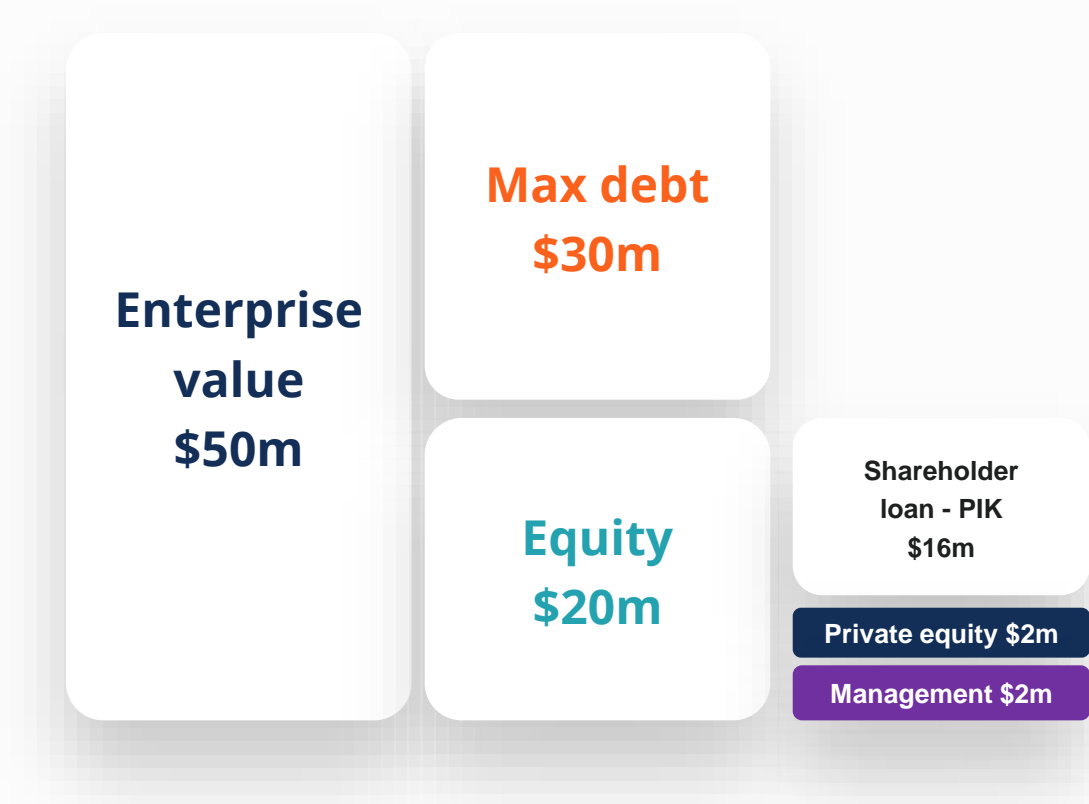 Enterprise
value
$50m
Max debt
$30m
Equity
$20m
Shareholder
loan - PIK
$16m
Private equity $2m
Management $2m